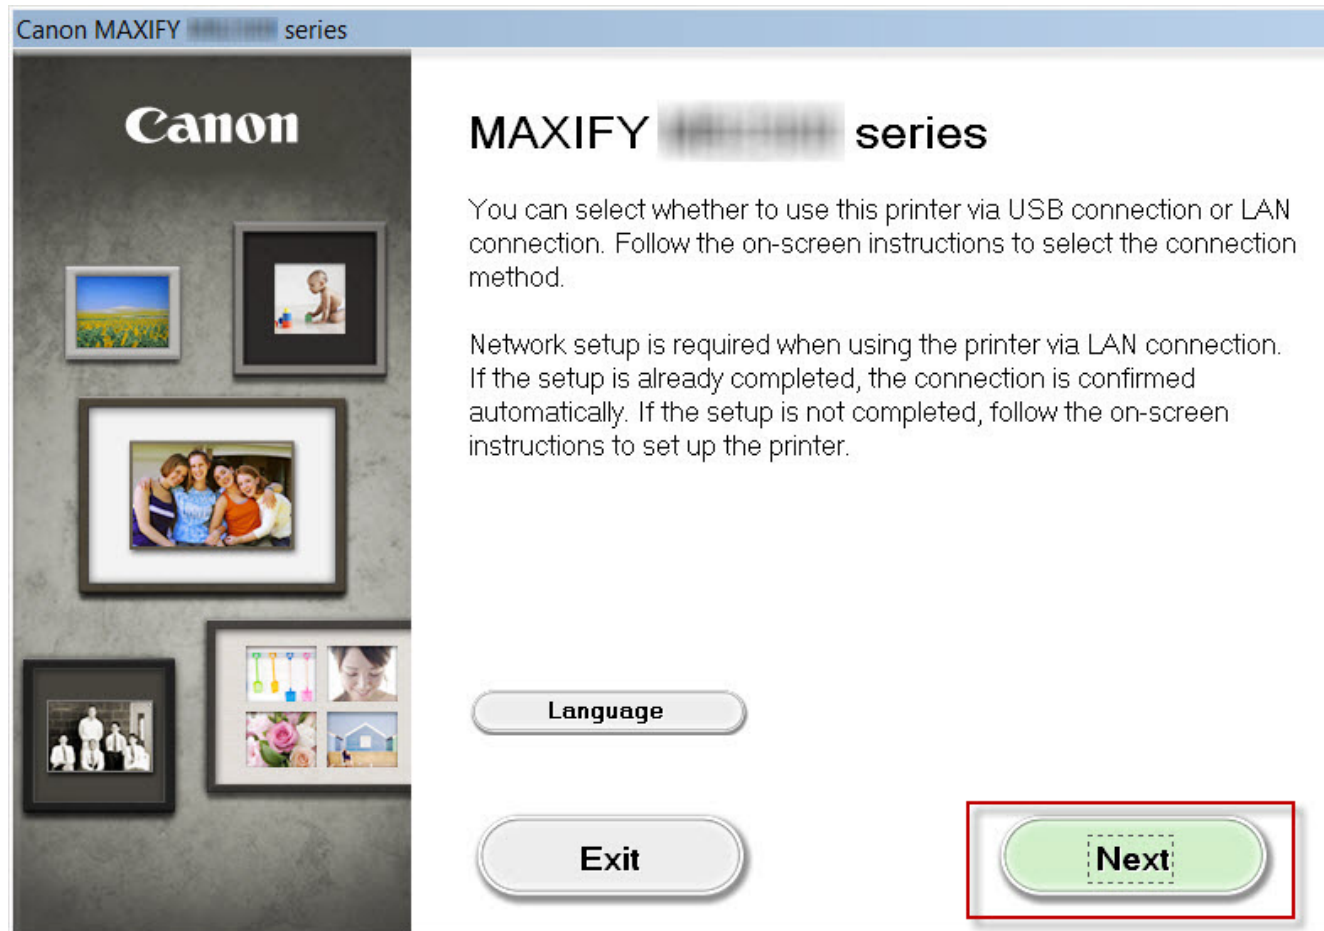 Canon MAXIFY series
Canon
MAXIFY series
You can select whether to use this printer via USB connection or LAN
connection. Follow the on-screen instructions to select the connection
method.
Network setup is required when using the printer via LAN connection.
If the setup is already completed, the connection is confirmed
automatically. If the setup is not completed, follow the on-screen
instructions to set up the printer.
Language
Exit
Next